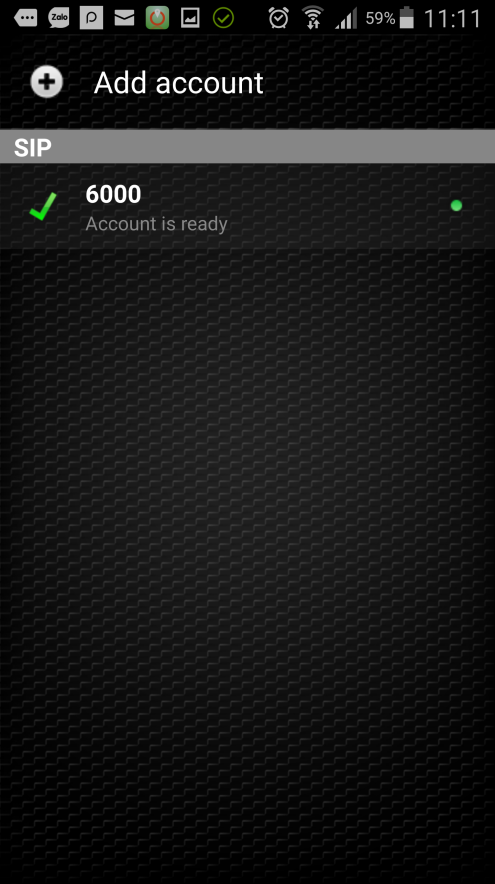 Zalo
59%
11:11
Add account
SIP
6000
Account is ready